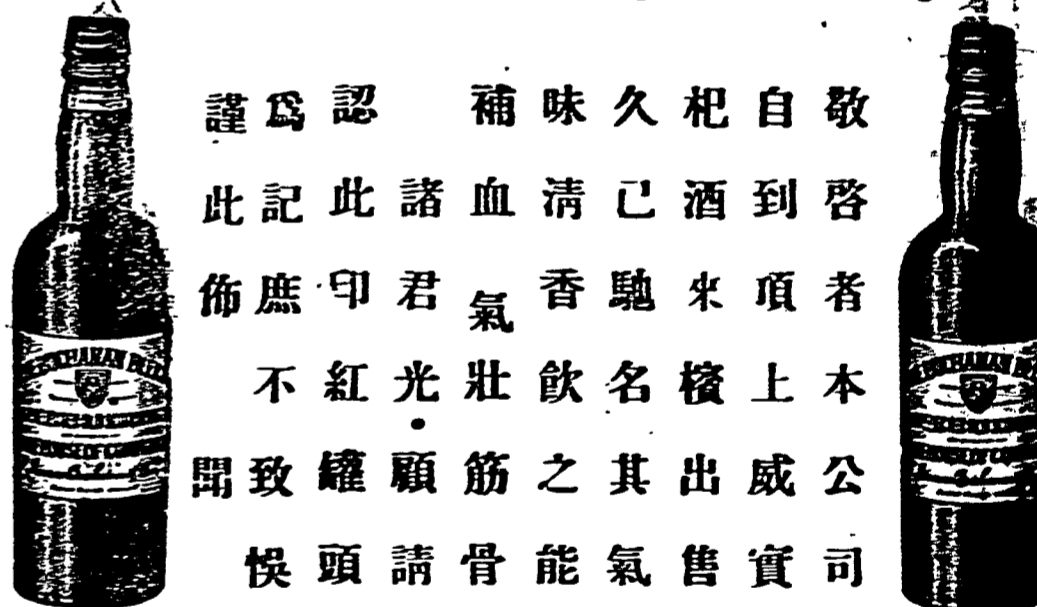 敬啓者本公司
自到頂上威實
杞酒來檳出售
久已馳名其氣
味清香飲之能
補血氣壯筋骨
諸君光顧請
認此印紅罐頭
爲記庶不致悞
謹此佈聞
BUCHANAN
HOUSE OF